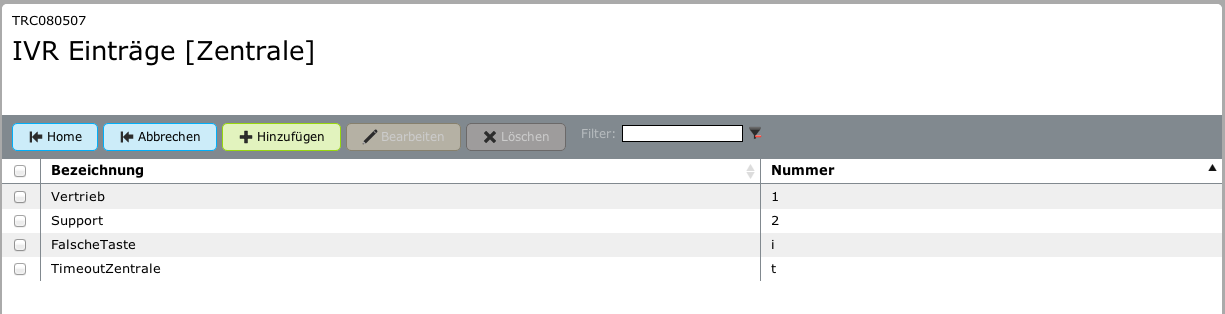 TRC080507
IVR Einträge [Zentrale]
Home Abbrechen Hinzufügen Bearbeiten Löschen Filter:
Bezeichnung Nummer
Vertrieb 1
Support 2
FalscheTaste i
TimeoutZentrale t